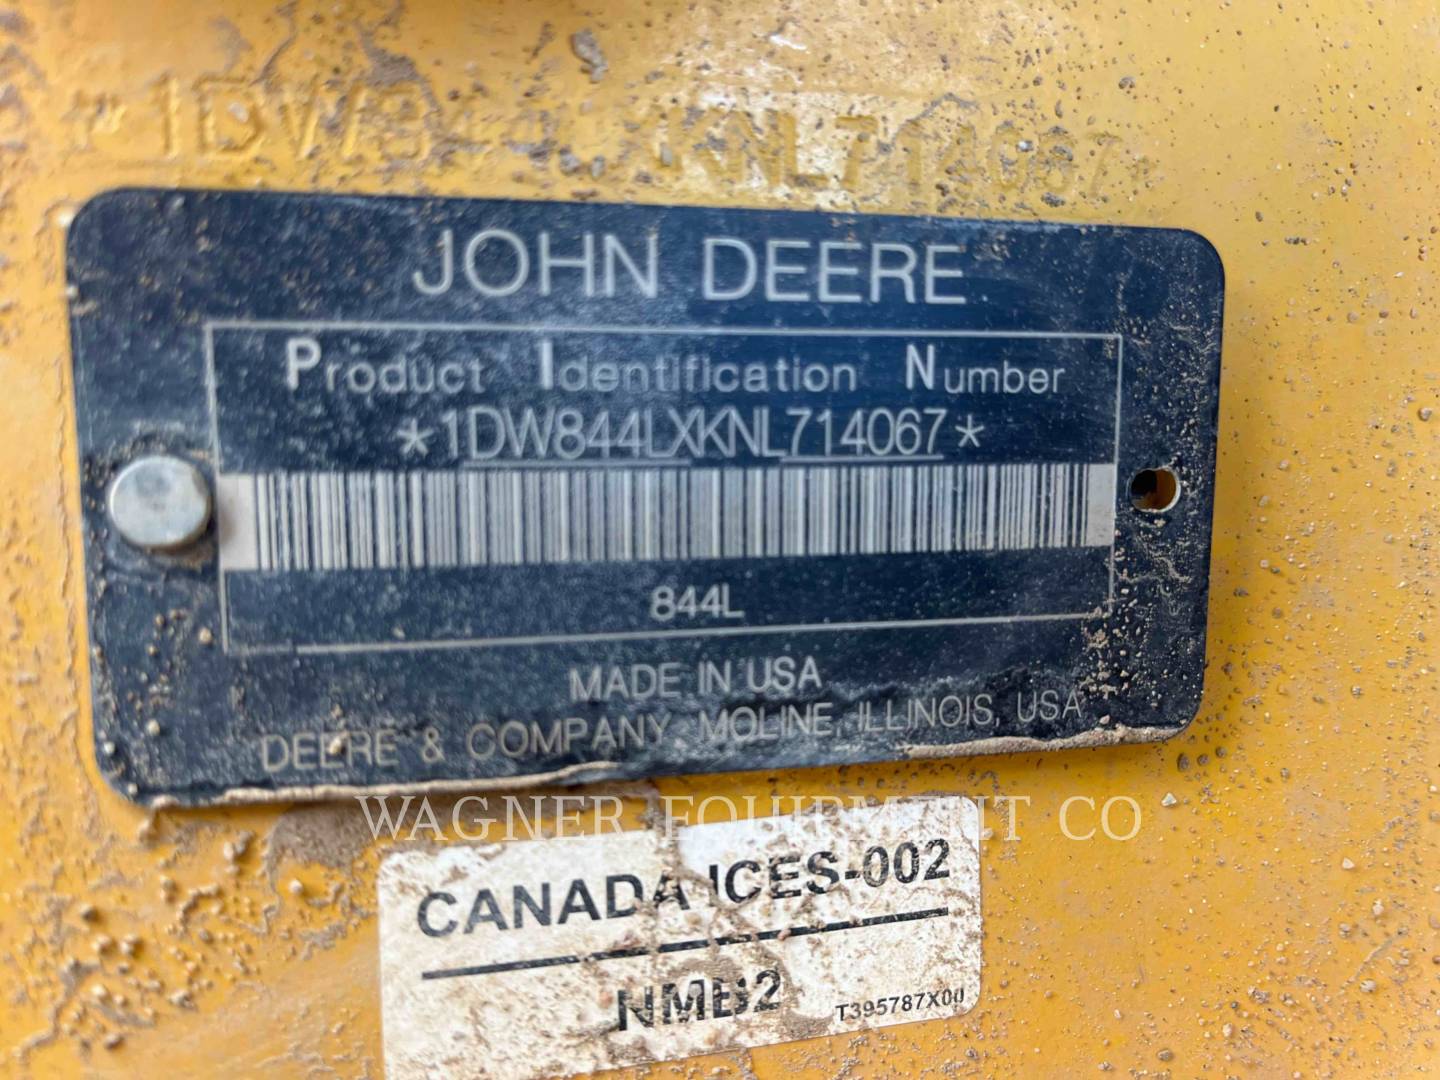 *1DW844LXKNL714067*
JOHN DEERE
Product Identification Number
*1DW844LXKNL714067*
844L
MADE IN USA
DEERE & COMPANY, MOLINE, ILLINOIS, USA
WAGNER EQUIPMENT CO
CANADA ICES-002
NMB2
T395787X00